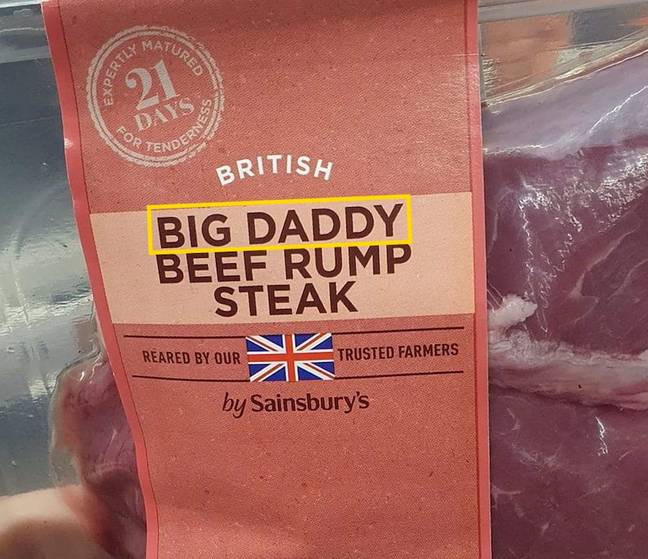 EXPERTLY MATURED
21
DAYS
FOR TENDERNESS
BRITISH
BIG DADDY
BEEF RUMP
STEAK
REARED BY OUR TRUSTED FARMERS
by Sainsbury's